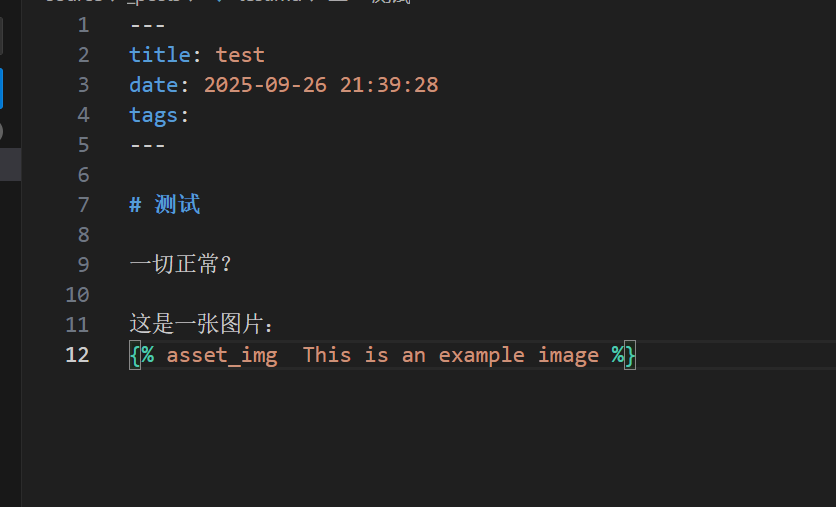 1 ---
2 title: test
3 date: 2025-09-26 21:39:28
4 tags:
5 ---
6
7 # 测试
8
9 一切正常?
10
11 这是一张图片:
12 {% asset_img  This is an example image %}